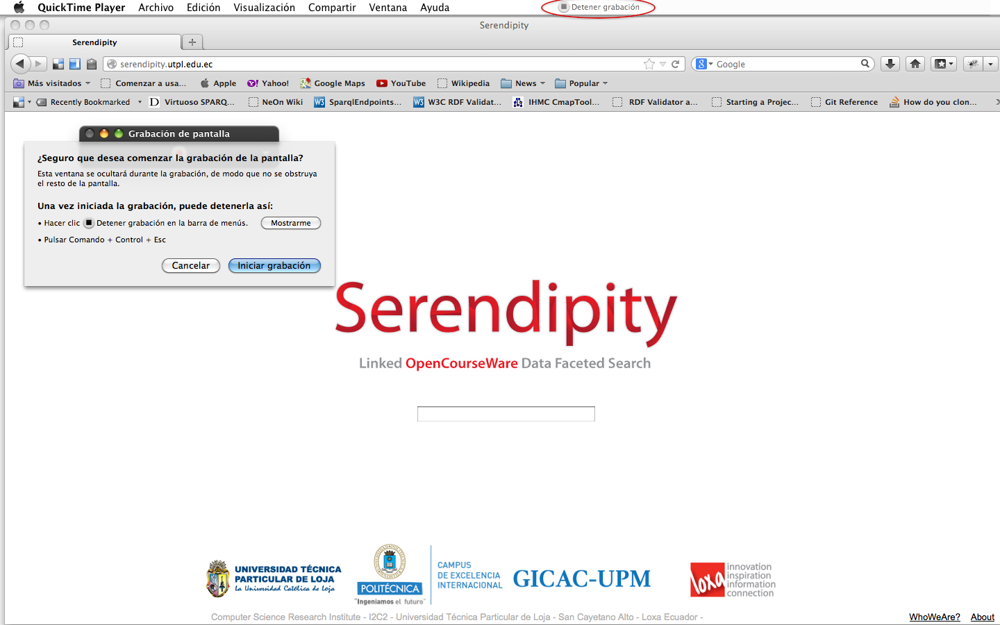 QuickTime Player Archivo Edición Visualización Compartir Ventana Ayuda Detener grabación
Serendipity
Serendipity
serendipity.utpl.edu.ec Google
Más visitados Comenzar a usa... Apple Yahoo! Google Maps YouTube Wikipedia News Popular
Recently Bookmarked Virtuoso SPARQ... NeOn Wiki SparqlEndpoints... W3C RDF Validat... IHMC CmapTool... RDF Validator a... Starting a Projec... Git Reference How do you clon...
Grabación de pantalla
¿Seguro que desea comenzar la grabación de la pantalla?
Esta ventana se ocultará durante la grabación, de modo que no se obstruya
el resto de la pantalla.
Una vez iniciada la grabación, puede detenerla así:
• Hacer clic Detener grabación en la barra de menús. Mostrarme
• Pulsar Comando + Control + Esc
Cancelar Iniciar grabación
Serendipity
Linked OpenCourseWare Data Faceted Search
UNIVERSIDAD TÉCNICA
PARTICULAR DE LOJA
La Universidad Católica de Loja
POLITÉCNICA
"Ingeniamos el futuro"
CAMPUS
DE EXCELENCIA
INTERNACIONAL
GICAC-UPM
loxa
innovation
inspiration
information
connection
Computer Science Research Institute - I2C2 - Universidad Técnica Particular de Loja - San Cayetano Alto - Loxa Ecuador -
WhoWeAre? About